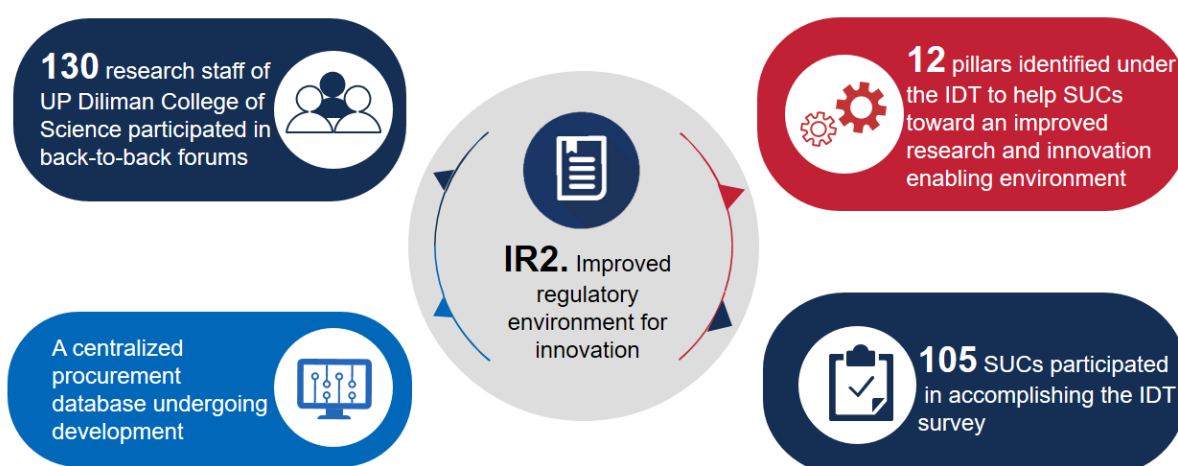 130 research staff of
UP Diliman College of
Science participated in
back-to-back forums
12 pillars identified under
the IDT to help SUCs
toward an improved
research and innovation
enabling environment
IR2. Improved
regulatory
environment for
innovation
A centralized
procurement
database undergoing
development
105 SUCs participated
in accomplishing the IDT
survey